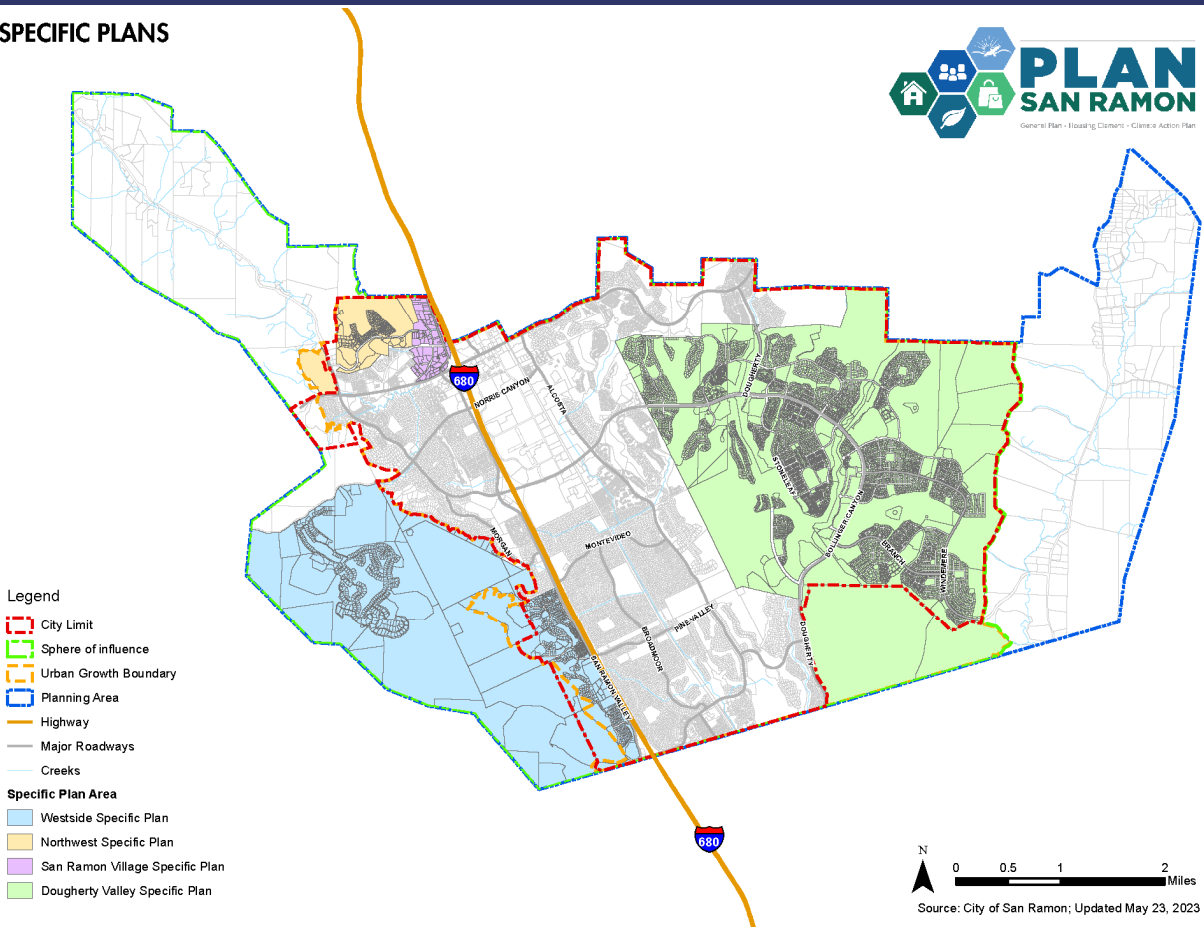 SPECIFIC PLANS
PLAN
SAN RAMON
General Plan - Housing Element - Climate Action Plan
680
NORRIS CANYON
ALCOSTA
DOUGHERTY
STONELEAF
BOLLINGER CANYON
MORGAN
MONTEVIDEO
BRANCH
WINDEMERE
PINE VALLEY
BROADMOOR
DOUGHERTY
SAN RAMON VALLEY
680
Legend
City Limit
Sphere of influence
Urban Growth Boundary
Planning Area
Highway
Major Roadways
Creeks
Specific Plan Area
Westside Specific Plan
Northwest Specific Plan
San Ramon Village Specific Plan
Dougherty Valley Specific Plan
N
0 0.5 1 2
Miles
Source: City of San Ramon; Updated May 23, 2023